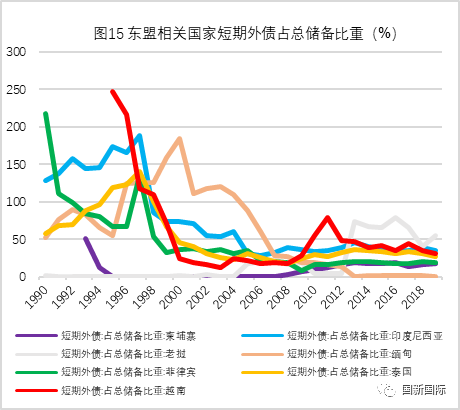 图15 东盟相关国家短期外债占总储备比重（%）
300
250
200
150
100
50
0
1990
1992
1994
1996
1998
2000
2002
2004
2006
2008
2010
2012
2014
2016
2018
短期外债:占总储备比重:柬埔寨
短期外债:占总储备比重:印度尼西亚
短期外债:占总储备比重:老挝
短期外债:占总储备比重:缅甸
短期外债:占总储备比重:菲律宾
短期外债:占总储备比重:泰国
短期外债:占总储备比重:越南
国新国际